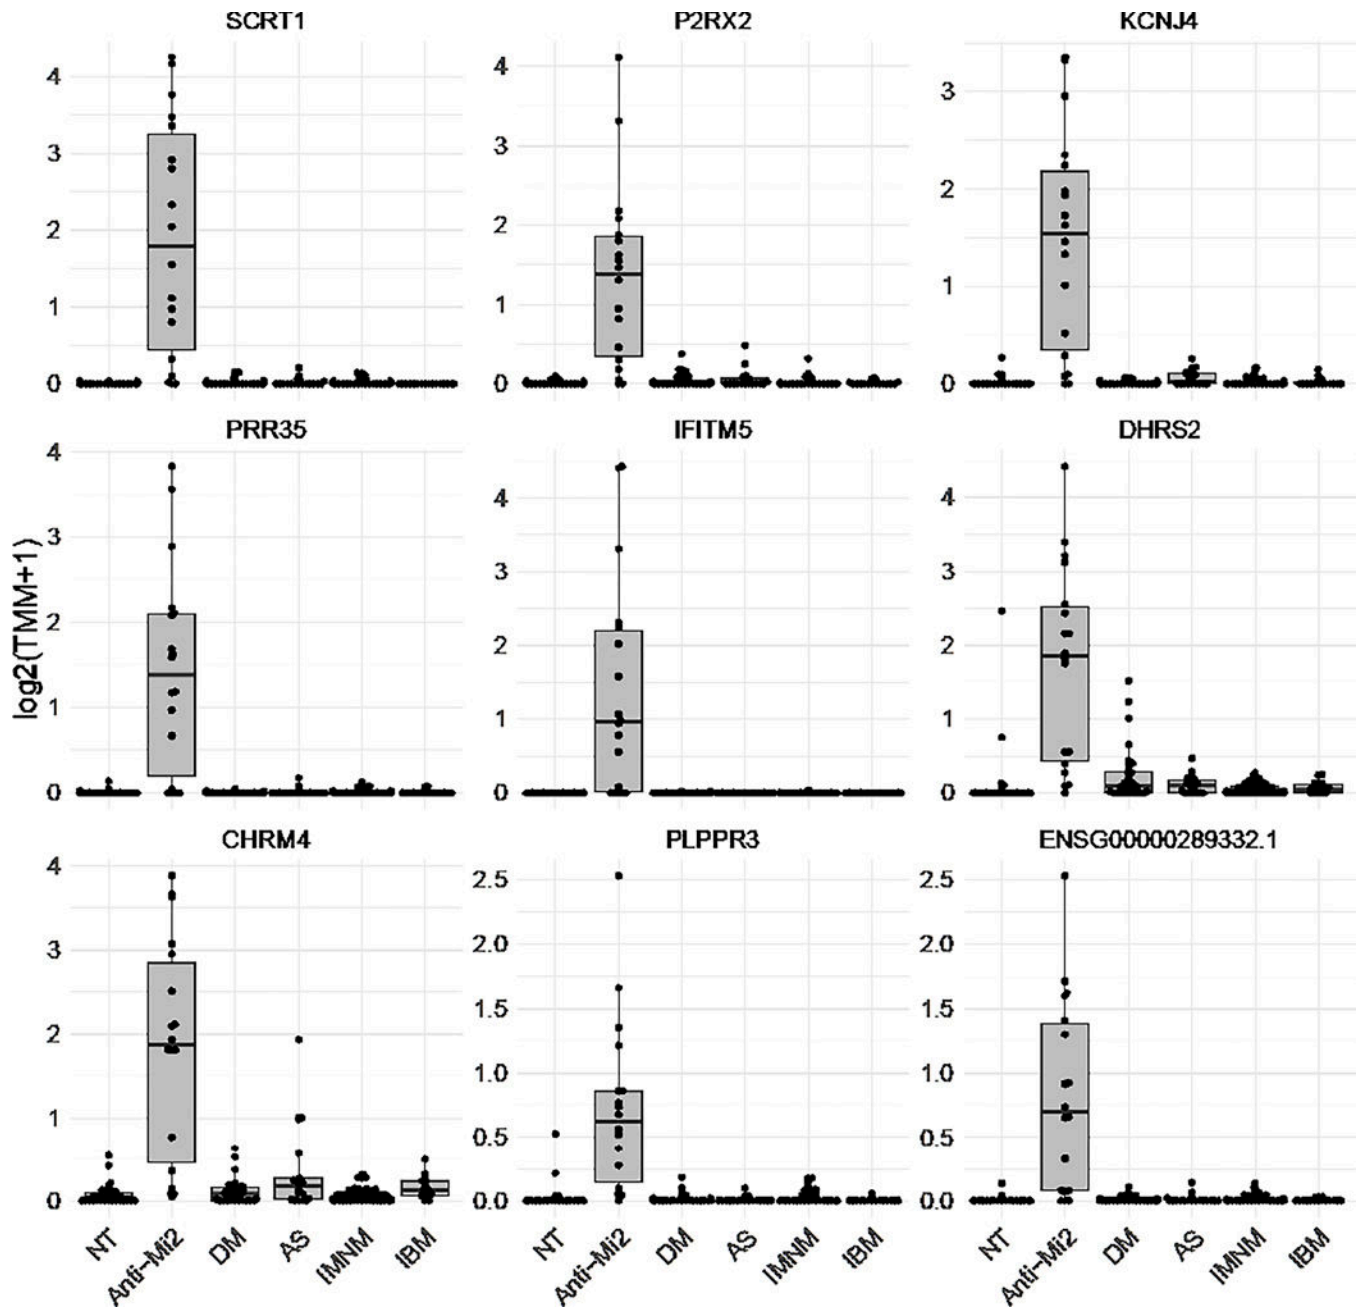 SCRT1 P2RX2 KCNJ4
4 4 3
3 3 2
2 2 1
1 1 0
0 0
PRR35 IFITM5 DHRS2
log2(TMM+1)
4 4 4
3 3 3
2 2 2
1 1 1
0 0 0
CHRM4 PLPPR3 ENSG00000289332.1
4 2.5 2.5
3 2.0 2.0
2 1.5 1.5
1 1.0 1.0
0 0.5 0.5
0.0 0.0
NT Anti-Mi2 DM AS IMNM IBM NT Anti-Mi2 DM AS IMNM IBM NT Anti-Mi2 DM AS IMNM IBM